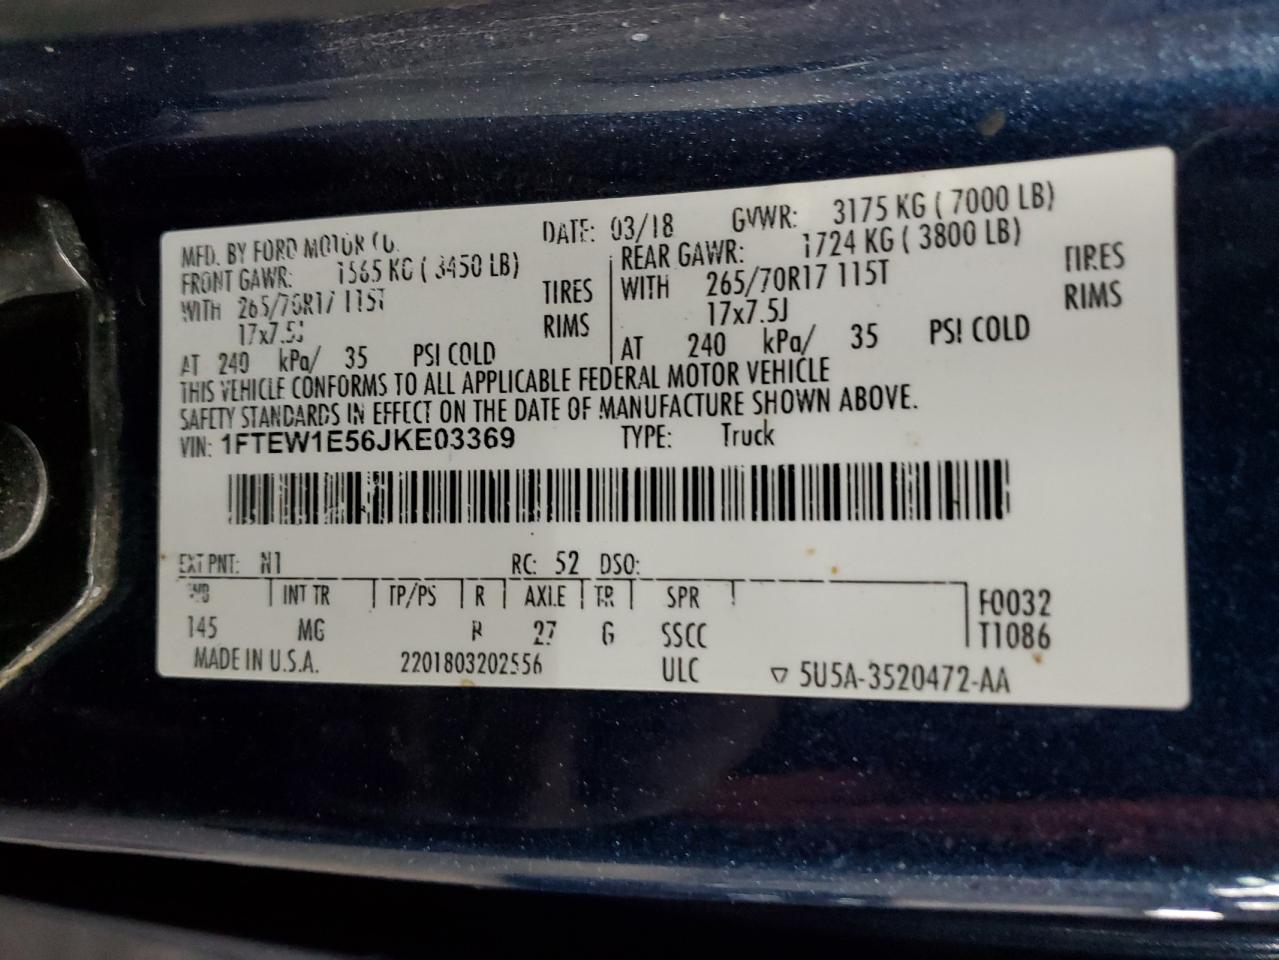 MFD. BY FORD MOTOR CO. DATE: 03/18 GVWR: 3175 KG ( 7000 LB)
FRONT GAWR: 1565 KG ( 3450 LB) REAR GAWR: 1724 KG ( 3800 LB)
WITH 265/70R17 115T TIRES WITH 265/70R17 115T TIRES
17x7.5J RIMS 17x7.5J RIMS
AT 240 kPa/ 35 PSI COLD AT 240 kPa/ 35 PSI COLD
THIS VEHICLE CONFORMS TO ALL APPLICABLE FEDERAL MOTOR VEHICLE
SAFETY STANDARDS IN EFFECT ON THE DATE OF MANUFACTURE SHOWN ABOVE.
VIN: 1FTEW1E56JKE03369 TYPE: Truck
EXT PNT: N1 RC: 52 DSO:
WB INT TR TP/PS R AXLE TR SPR F0032
145 MG R 27 G SSCC T1086
MADE IN U.S.A. 2201803202556 ULC ▽ 5U5A-3520472-AA